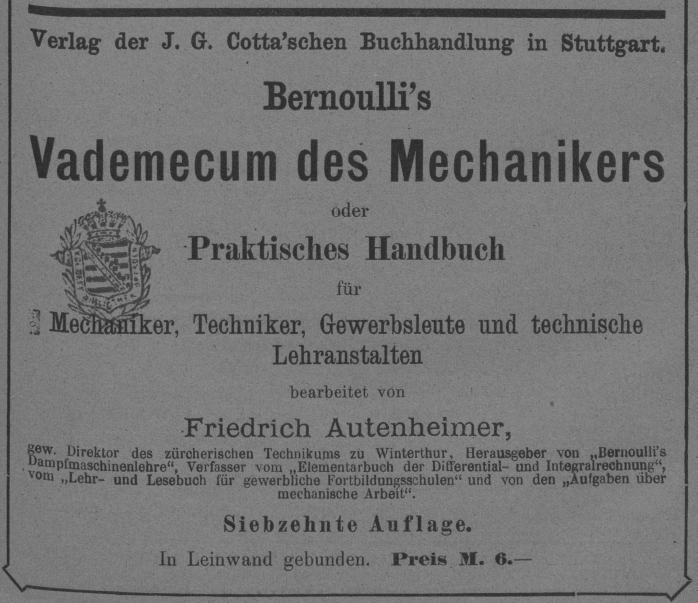 Verlag der J. G. Cotta'schen Buchhandlung in Stuttgart.
Bernoulli's
Vademecum des Mechanikers
oder
Praktisches Handbuch
für
Mechaniker, Techniker, Gewerbsleute und technische
Lehranstalten
bearbeitet von
Friedrich Autenheimer,
gew. Direktor des zürcherischen Technikums zu Winterthur, Herausgeber von „Bernoulli's
Dampfmaschinenlehre“, Verfasser vom „Elementarbuch der Differential- und Integralrechnung“,
vom „Lehr- und Lesebuch für gewerbliche Fortbildungsschulen“ und von den „Aufgaben über
mechanische Arbeit“.
Siebzehnte Auflage.
In Leinwand gebunden. Preis M. 6.—